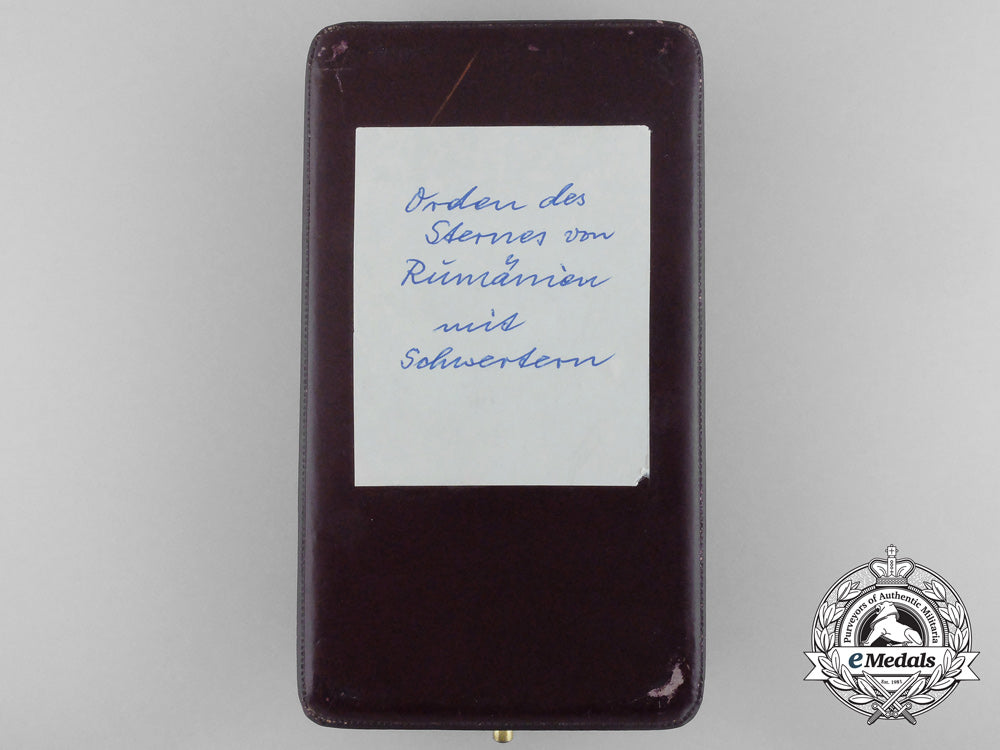 Orden des
Sternes von
Rumänien
mit
Schwertern
Purveyors of Authentic Militaria
eMedals
Est. 1981